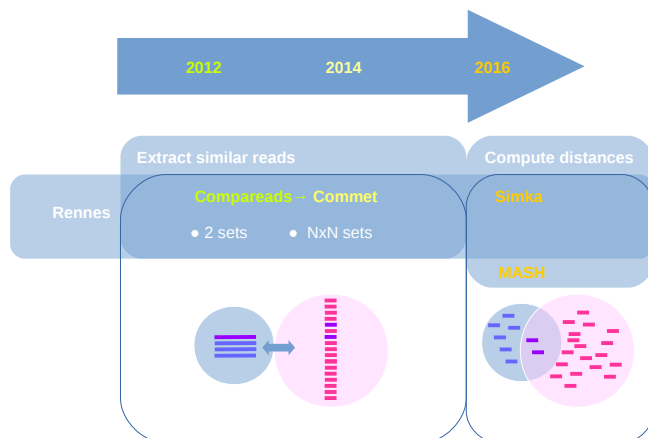 2012 2014 2016
Extract similar reads Compute distances
Rennes Compareads → Commet Simka
● 2 sets ● NxN sets
MASH